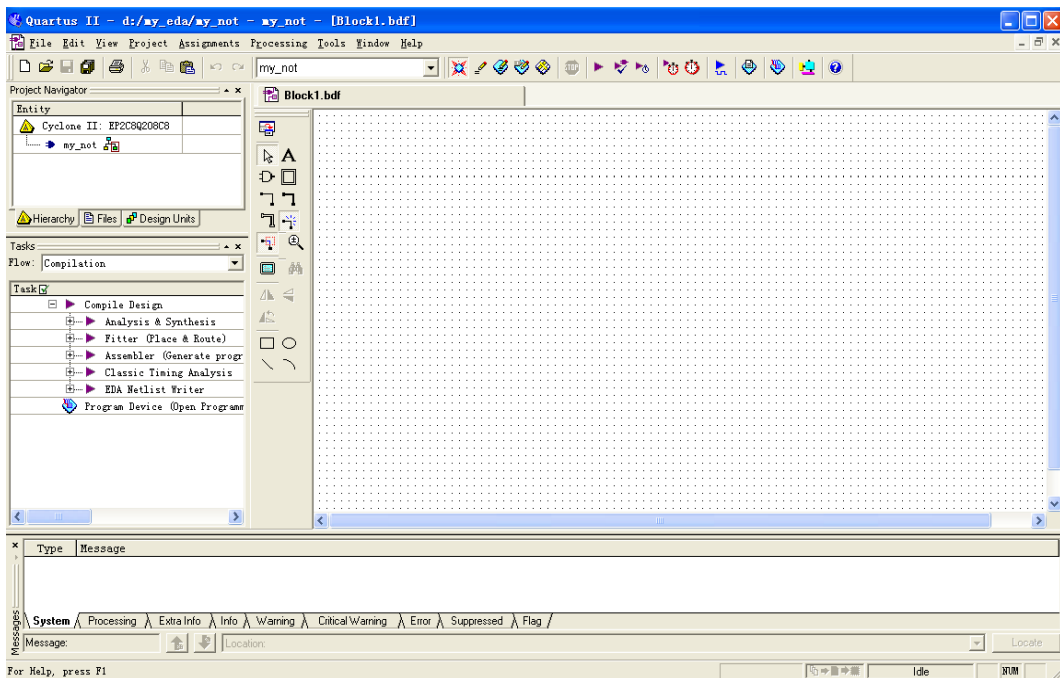 Quartus II - d:/my_eda/my_not - my_not - [Block1.bdf]
File Edit View Project Assignments Processing Tools Window Help
my_not
Project Navigator
Entity
Cyclone II: EP2C8Q208C8
my_not
Hierarchy Files Design Units
Block1.bdf
A
Tasks
Flow: Compilation
Task
Compile Design
Analysis & Synthesis
Fitter (Place & Route)
Assembler (Generate progr
Classic Timing Analysis
EDA Netlist Writer
Program Device (Open Programm
Type Message
Messages
System Processing Extra Info Info Warning Critical Warning Error Suppressed Flag
Message: Location: Locate
For Help, press F1 Idle NUM